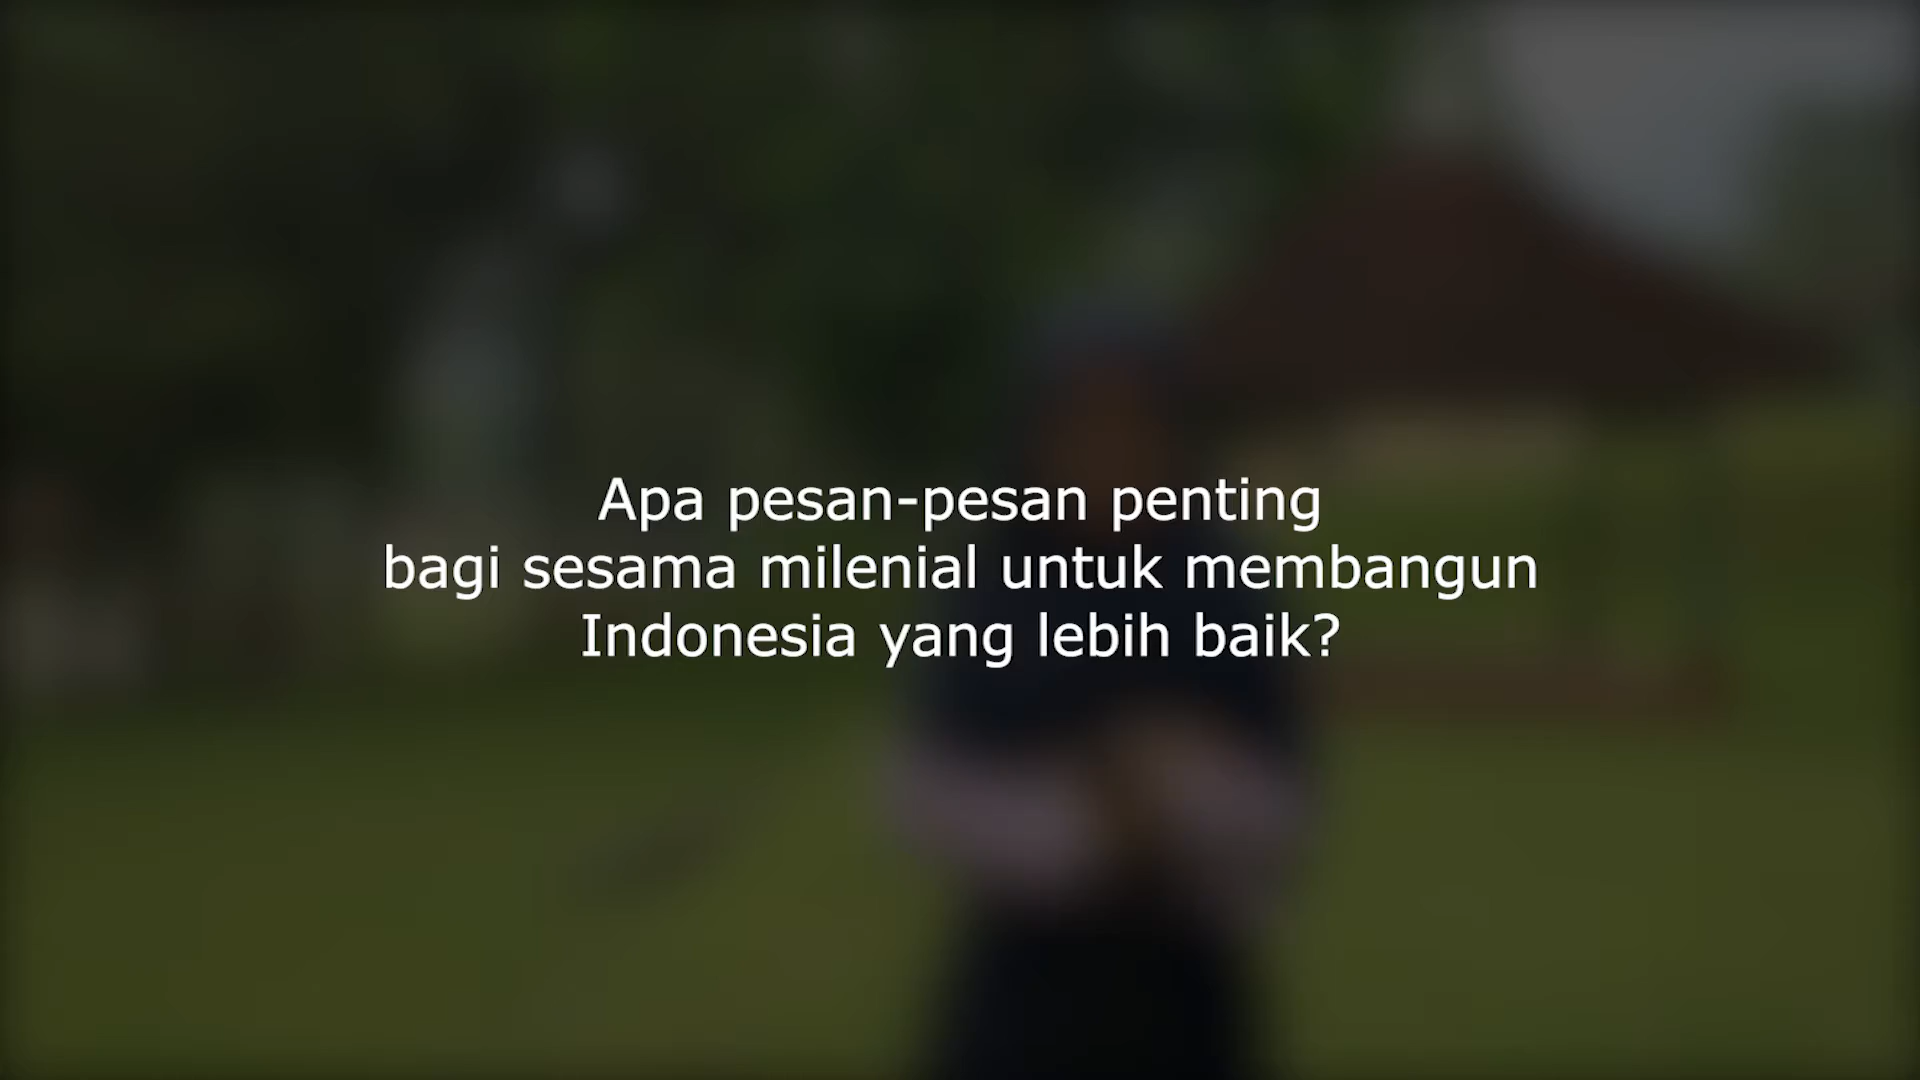 Apa pesan-pesan penting
bagi sesama milenial untuk membangun
Indonesia yang lebih baik?